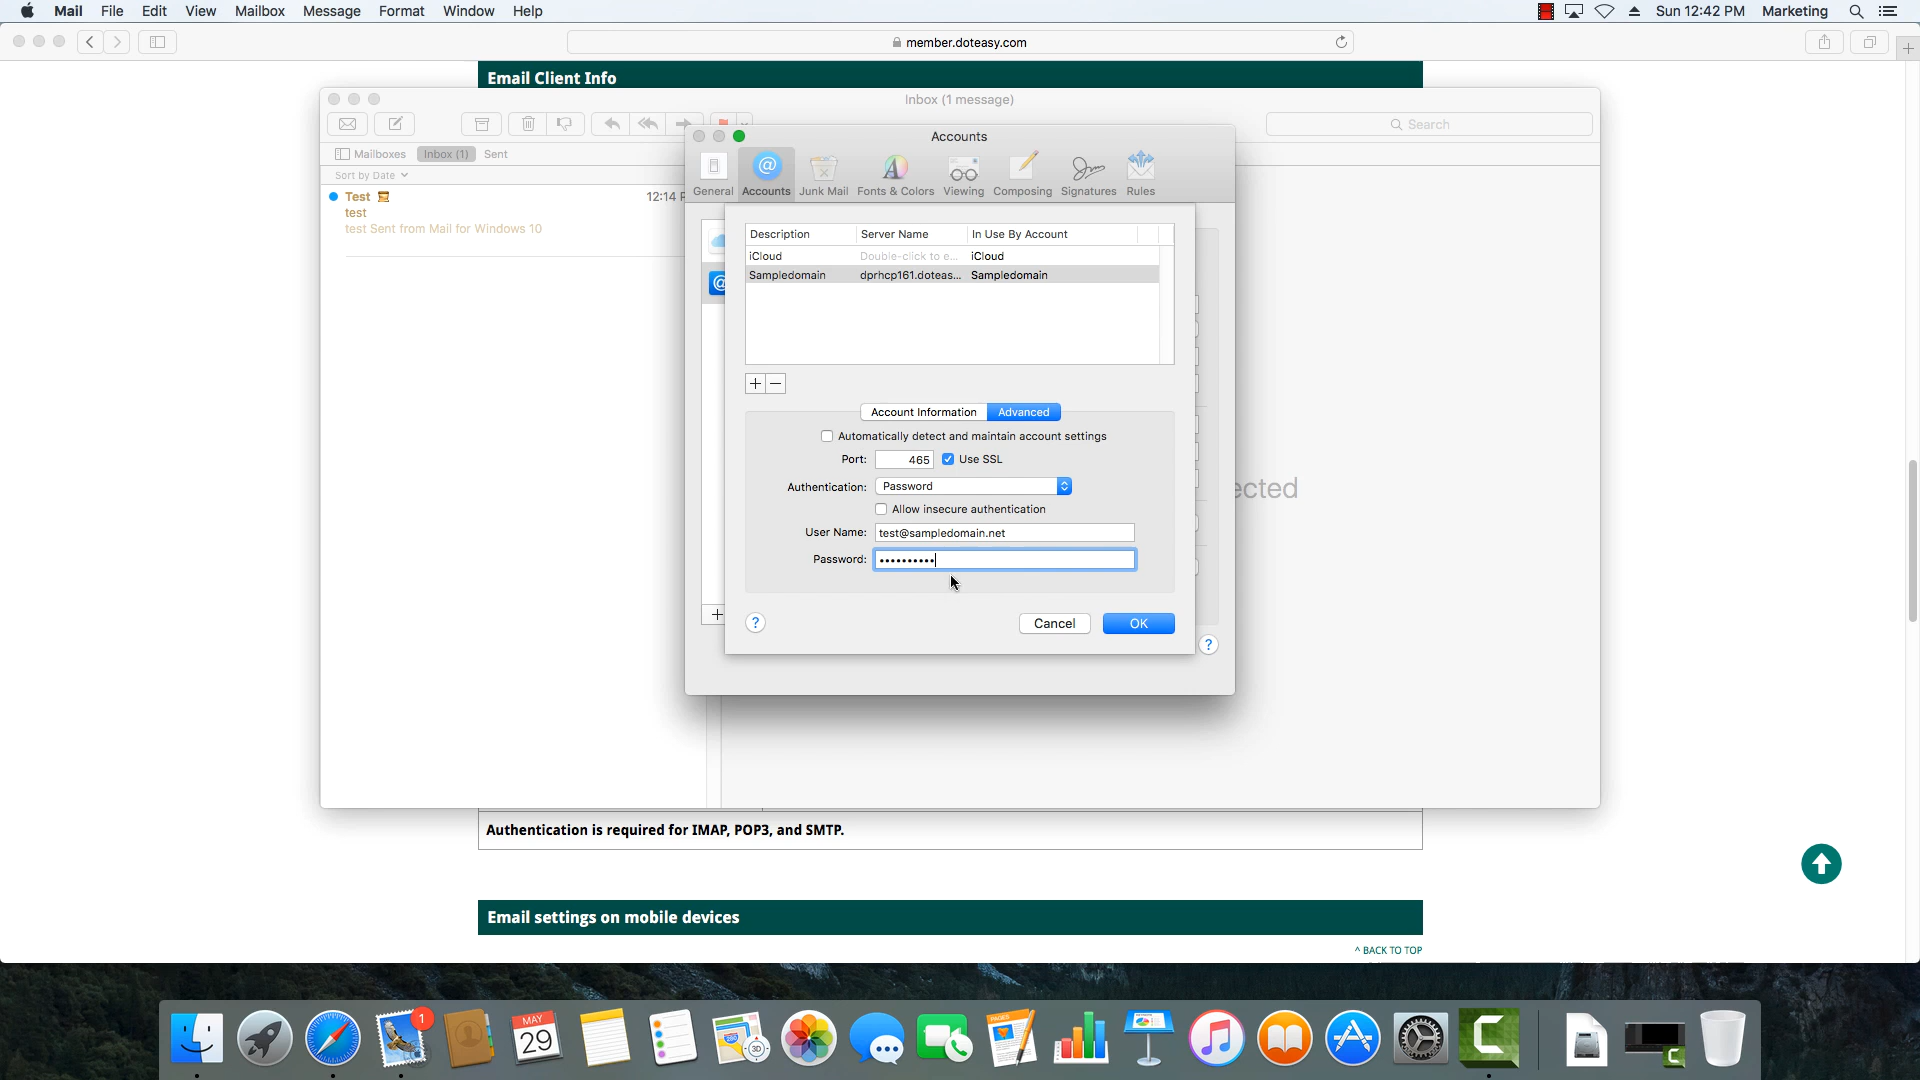 Mail File Edit View Mailbox Message Format Window Help Sun 12:42 PM Marketing
member.doteasy.com
Email Client Info
Inbox (1 message)
Search
Mailboxes Inbox (1) Sent
Sort by Date
Test 12:14 P
test
test Sent from Mail for Windows 10
Accounts
General Accounts Junk Mail Fonts & Colors Viewing Composing Signatures Rules
Description Server Name In Use By Account
iCloud Double-click to e... iCloud
Sampledomain dprhcp161.doteas... Sampledomain
+ −
Account Information Advanced
Automatically detect and maintain account settings
Port: 465 Use SSL
Authentication: Password
Allow insecure authentication
User Name: test@sampledomain.net
Password: ••••••••••
ected
+
? Cancel OK
?
Authentication is required for IMAP, POP3, and SMTP.
Email settings on mobile devices
^ BACK TO TOP
1
MAY
29
PAGES
280
3D